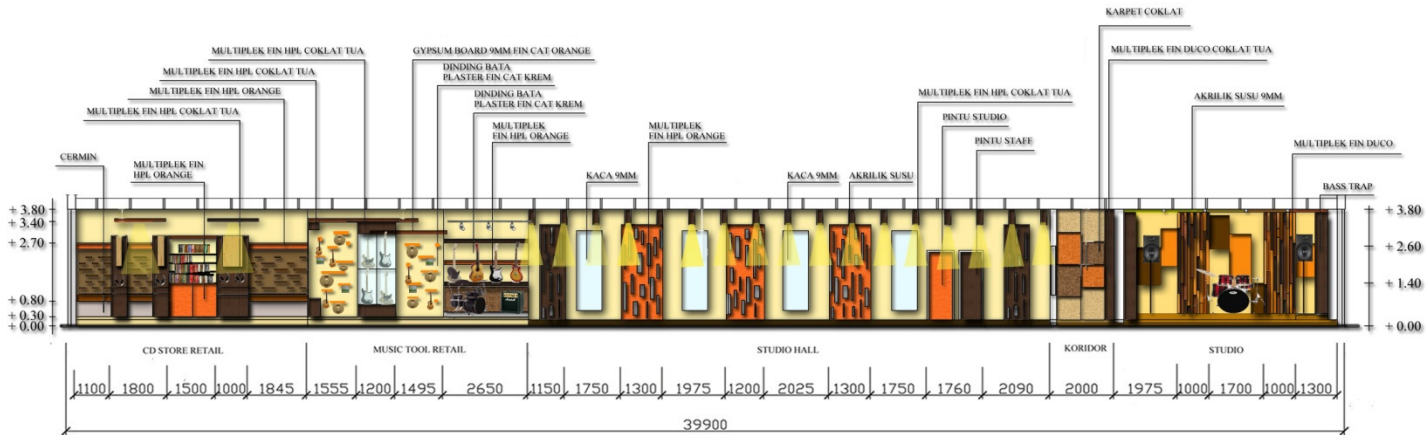 KARPET COKLAT
MULTIPLEK FIN HPL COKLAT TUA
GYPSUM BOARD 9MM FIN CAT ORANGE
MULTIPLEK FIN DUCO COKLAT TUA
MULTIPLEK FIN HPL COKLAT TUA
DINDING BATA
PLASTER FIN CAT KREM
MULTIPLEK FIN HPL ORANGE
DINDING BATA
PLASTER FIN CAT KREM
MULTIPLEK FIN HPL COKLAT TUA
AKRILIK SUSU 9MM
MULTIPLEK FIN HPL COKLAT TUA
MULTIPLEK
FIN HPL ORANGE
MULTIPLEK
FIN HPL ORANGE
PINTU STUDIO
PINTU STAFF
MULTIPLEK FIN DUCO
CERMIN
MULTIPLEK FIN
HPL ORANGE
KACA 9MM
KACA 9MM
AKRILIK SUSU
BASS TRAP
+ 3.80
+ 3.40
+ 2.70
+ 0.80
+ 0.30
+ 0.00
+ 3.80
+ 2.60
+ 1.40
+ 0.00
CD STORE RETAIL MUSIC TOOL RETAIL STUDIO HALL KORIDOR STUDIO
1100 1800 1500 1000 1845 1555 1200 1495 2650 1150 1750 1300 1975 1200 2025 1300 1750 1760 2090 2000 1975 1000 1700 1000 1300
39900